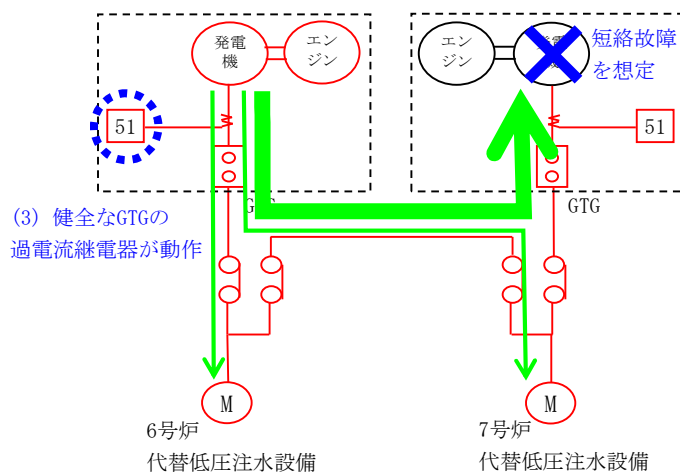 発電
機
エン
ジン
エン
ジン
短絡故障
を想定
51
51
GTG
(3) 健全なGTGの
過電流継電器が動作
M
M
6号炉
代替低圧注水設備
7号炉
代替低圧注水設備